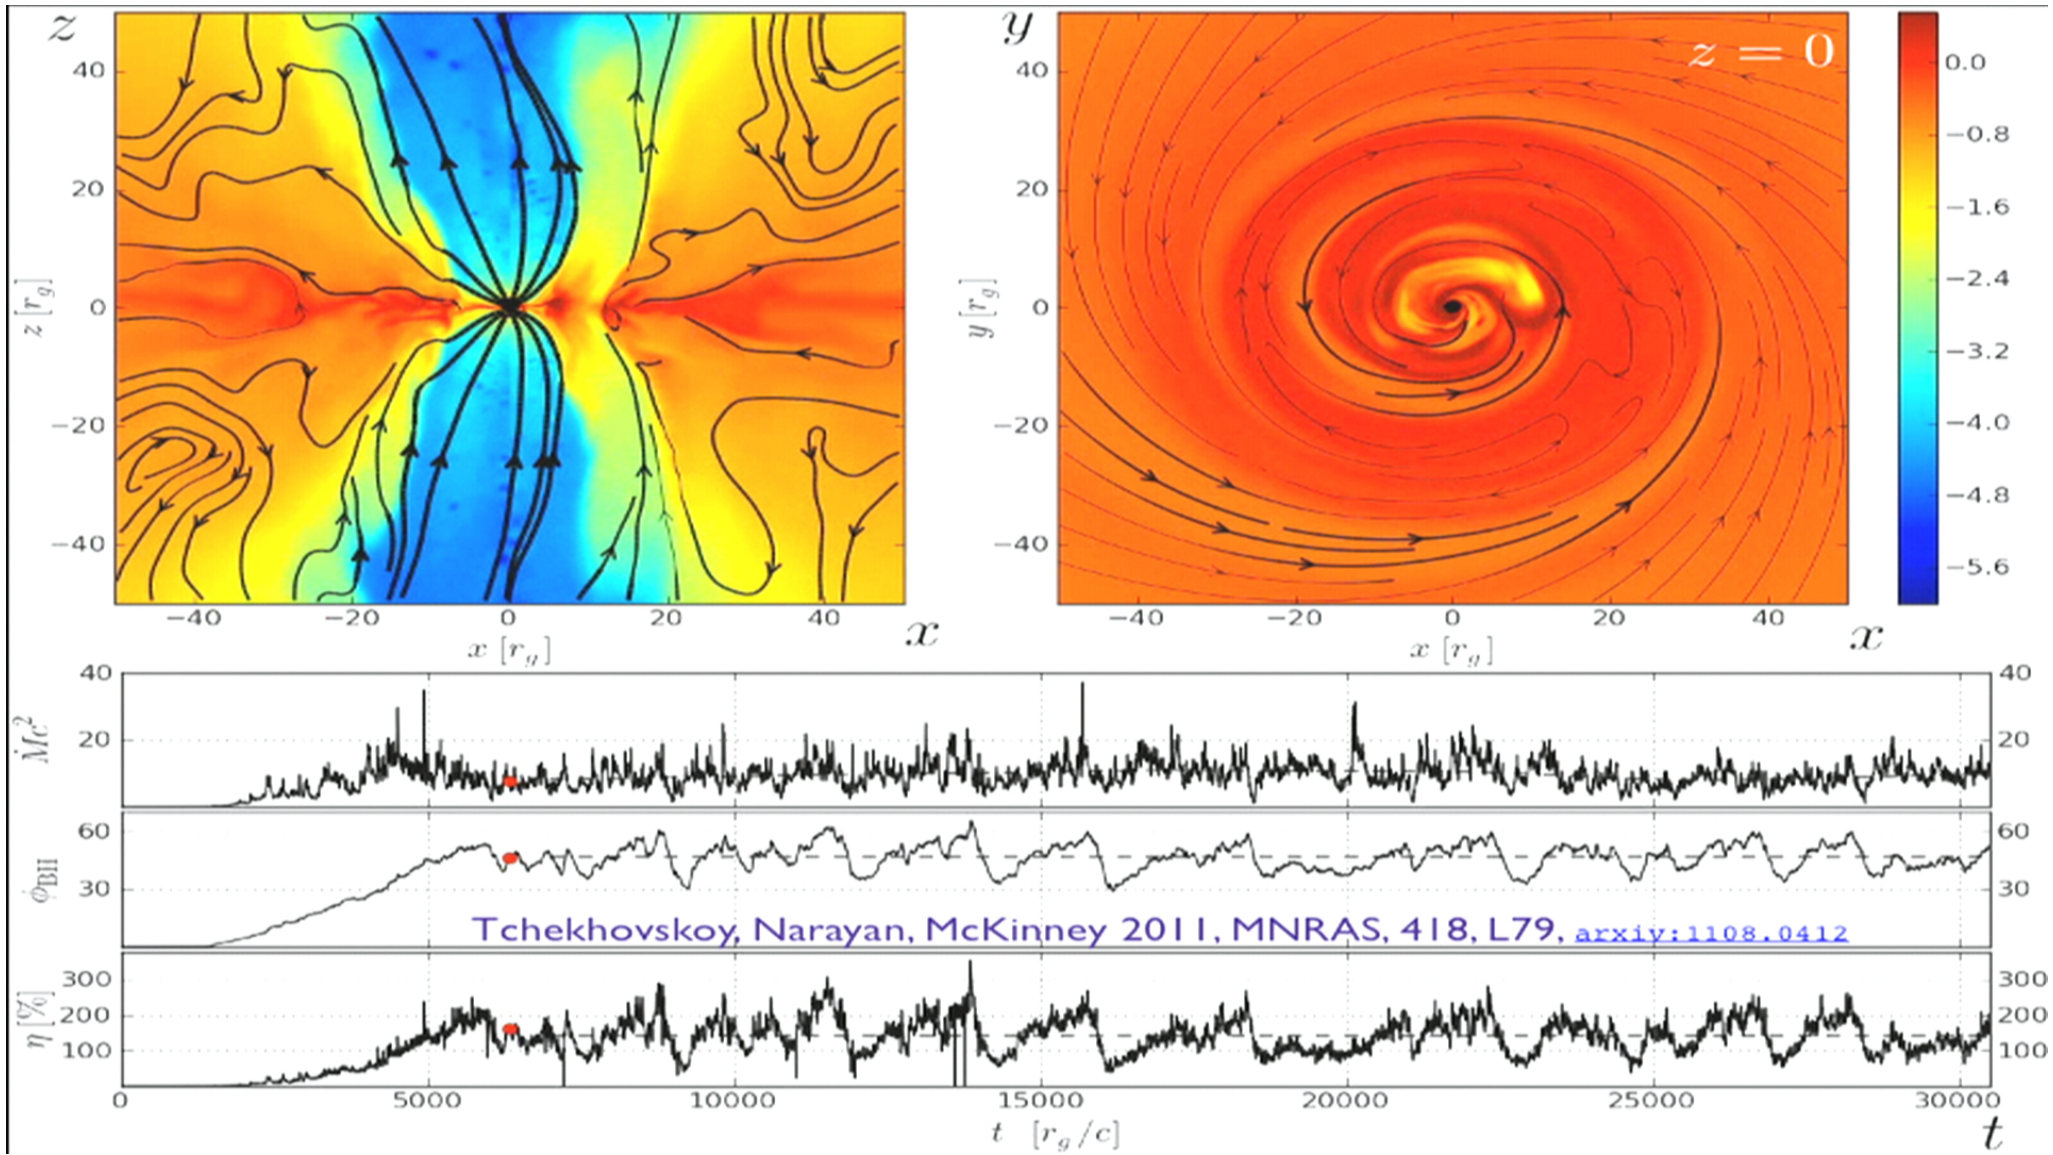 z
40
20
0
−20
−40
z [r_g]
−40 −20 0 20 40
x [r_g]
x
y
z = 0
40
20
0
−20
−40
y [r_g]
−40 −20 0 20 40
x [r_g]
x
0.0
−0.8
−1.6
−2.4
−3.2
−4.0
−4.8
−5.6
40 40
20 20
Ṁc²
60 60
30 30
ϕ_BH
Tchekhovskoy, Narayan, McKinney 2011, MNRAS, 418, L79, arxiv:1108.0412
300 300
200 200
100 100
η [%]
0 5000 10000 15000 20000 25000 30000
t [r_g/c]
t